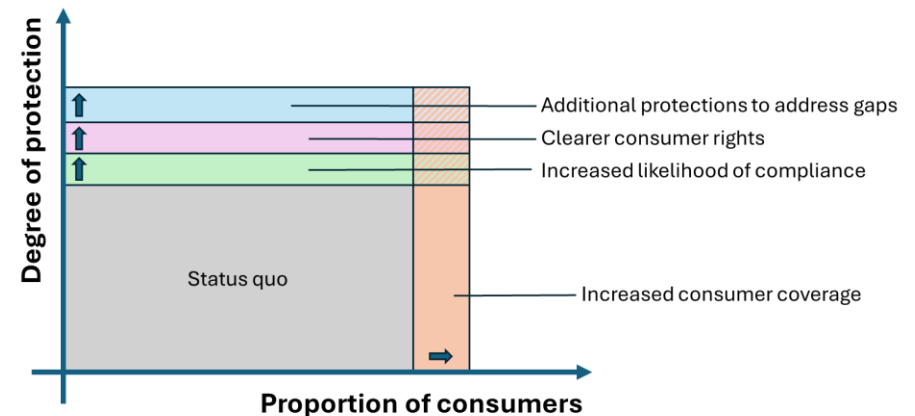 Degree of protection
Additional protections to address gaps
Clearer consumer rights
Increased likelihood of compliance
Status quo
Increased consumer coverage
Proportion of consumers